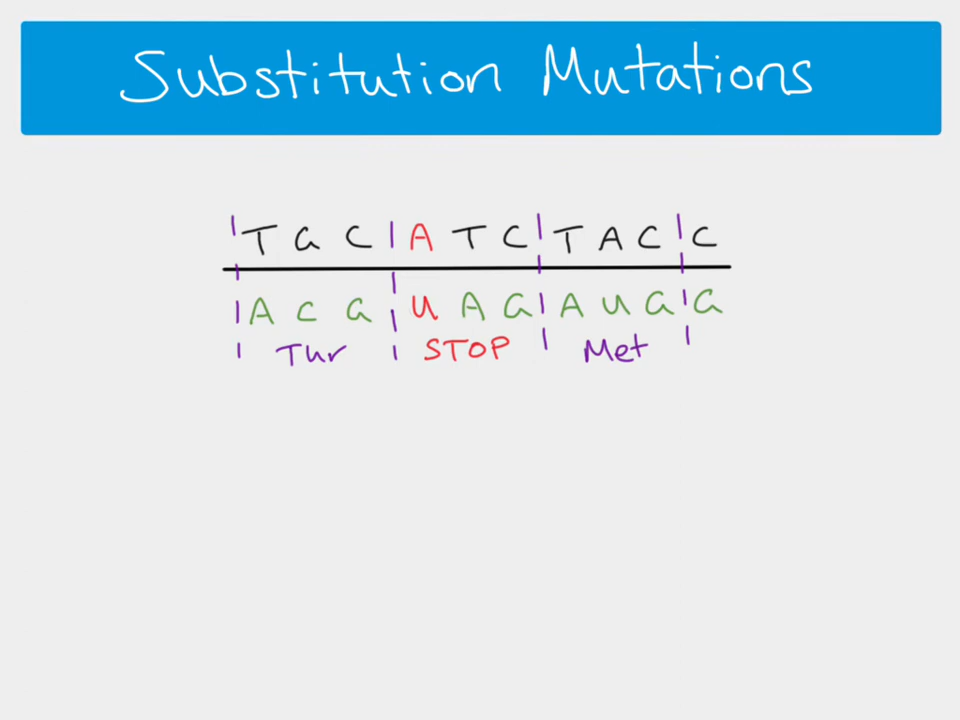 Substitution Mutations
T G C A T C T A C C
A C G U A G A U G G
Thr STOP Met